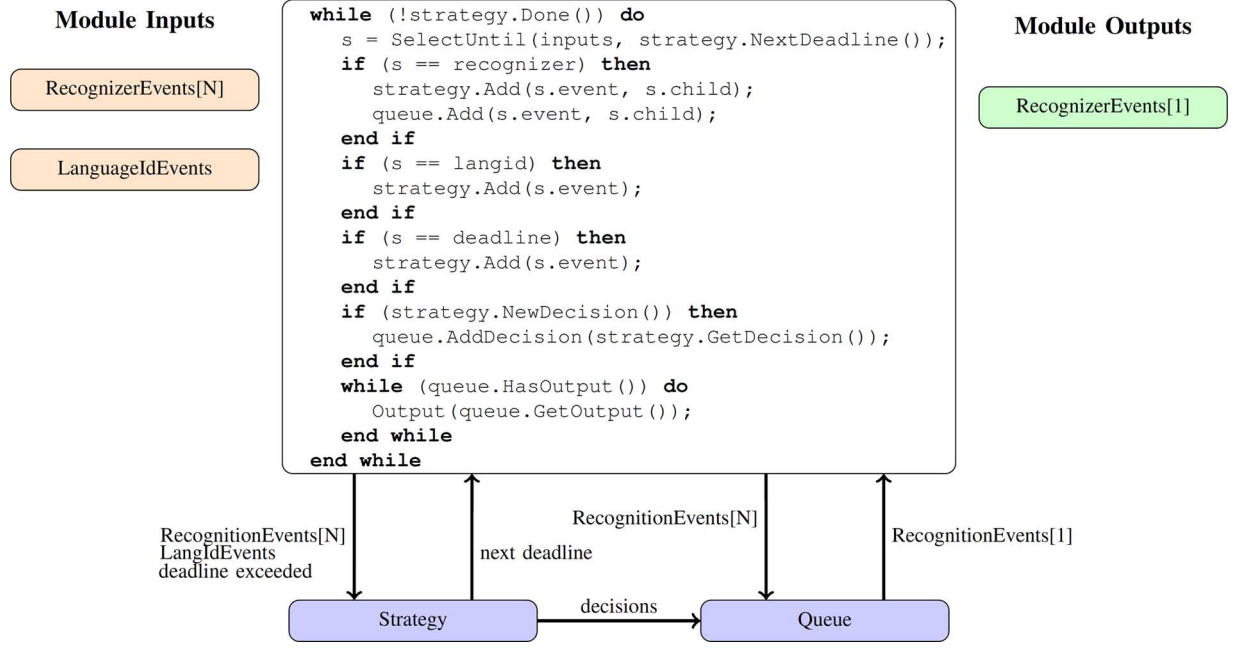 Module Inputs
RecognizerEvents[N]
LanguageIdEvents
while (!strategy.Done()) do
s = SelectUntil(inputs, strategy.NextDeadline());
if (s == recognizer) then
strategy.Add(s.event, s.child);
queue.Add(s.event, s.child);
end if
if (s == langid) then
strategy.Add(s.event);
end if
if (s == deadline) then
strategy.Add(s.event);
end if
if (strategy.NewDecision()) then
queue.AddDecision(strategy.GetDecision());
end if
while (queue.HasOutput()) do
Output(queue.GetOutput());
end while
end while
Module Outputs
RecognizerEvents[1]
RecognitionEvents[N]
LangIdEvents
deadline exceeded
next deadline
RecognitionEvents[N]
RecognitionEvents[1]
Strategy
decisions
Queue